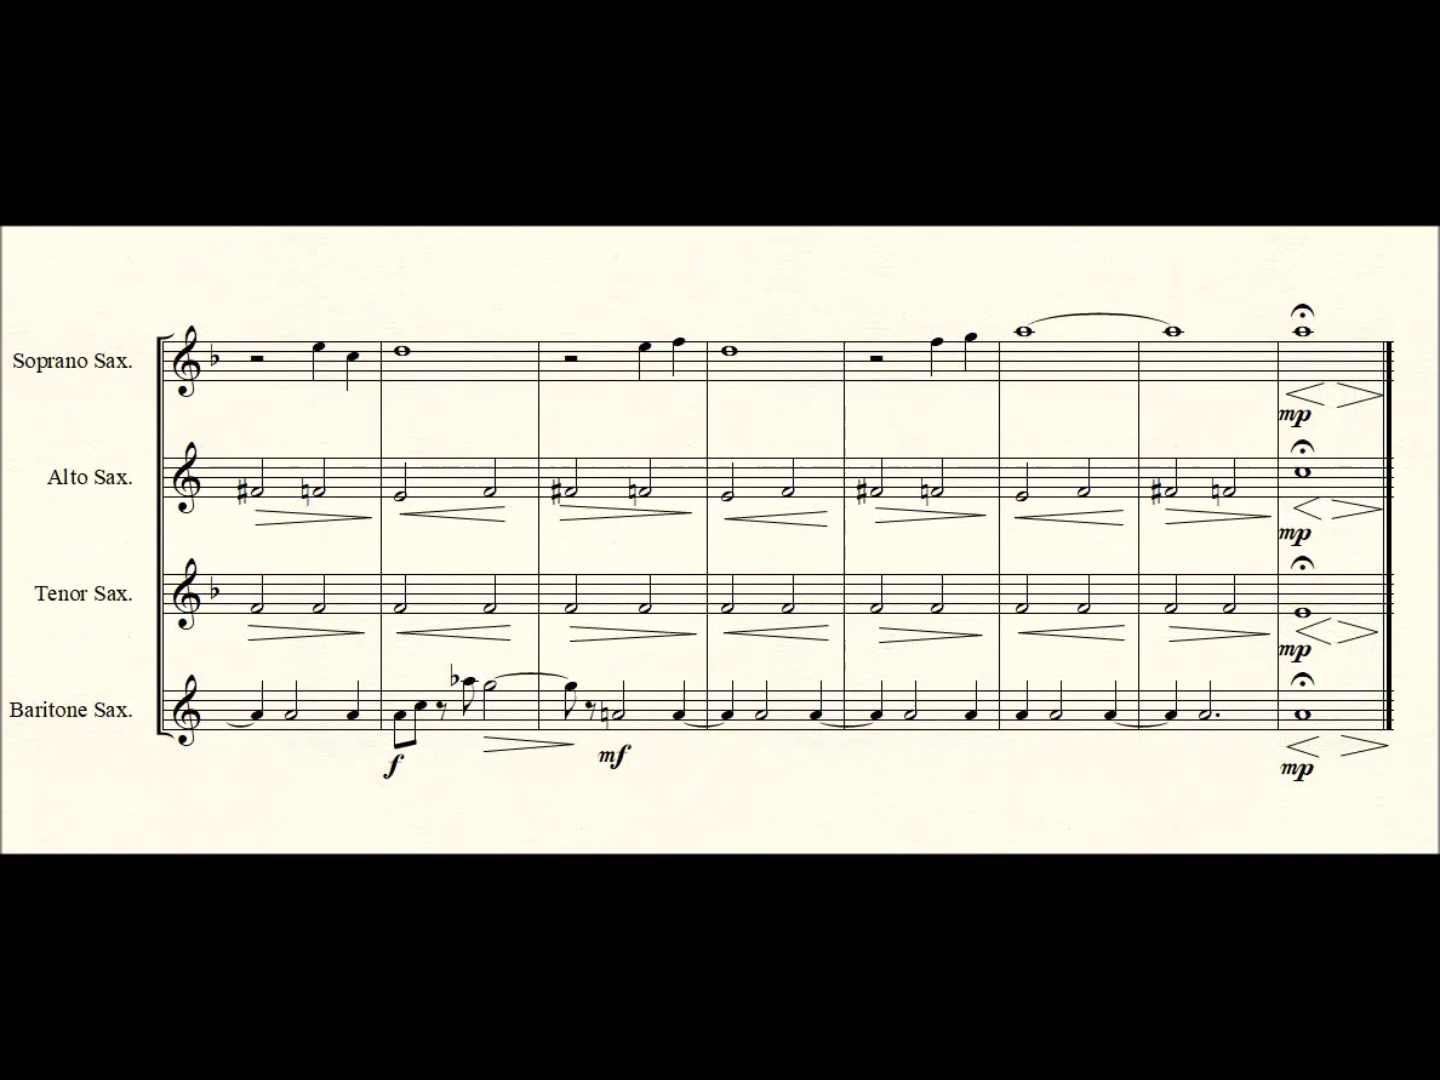 Soprano Sax.
mp
Alto Sax.
mp
Tenor Sax.
mp
Baritone Sax.
f
mf
mp